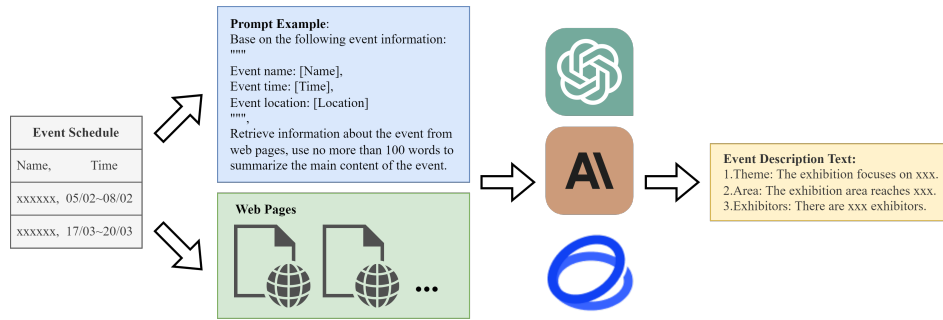 Event Schedule
Name, Time
xxxxxx, 05/02~08/02
xxxxxx, 17/03~20/03
Prompt Example:
Base on the following event information:
"""
Event name: [Name],
Event time: [Time],
Event location: [Location]
""",
Retrieve information about the event from
web pages, use no more than 100 words to
summarize the main content of the event.
Web Pages
...
A\
Event Description Text:
1.Theme: The exhibition focuses on xxx.
2.Area: The exhibition area reaches xxx.
3.Exhibitors: There are xxx exhibitors.